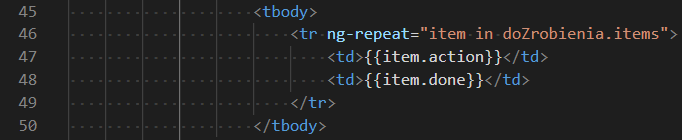 45 <tbody>
46 <tr ng-repeat="item in doZrobienia.items">
47 <td>{{item.action}}</td>
48 <td>{{item.done}}</td>
49 </tr>
50 </tbody>